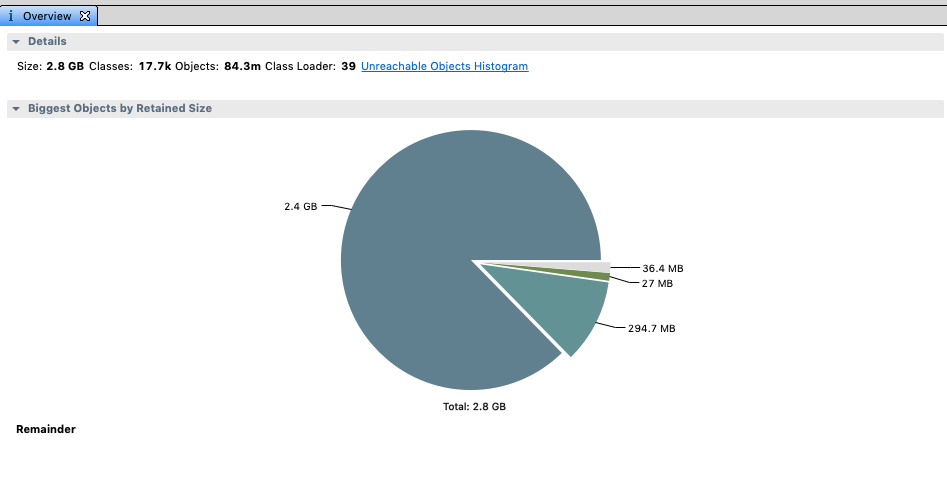 i Overview
Details
Size: 2.8 GB Classes: 17.7k Objects: 84.3m Class Loader: 39 Unreachable Objects Histogram
Biggest Objects by Retained Size
2.4 GB
36.4 MB
27 MB
294.7 MB
Total: 2.8 GB
Remainder